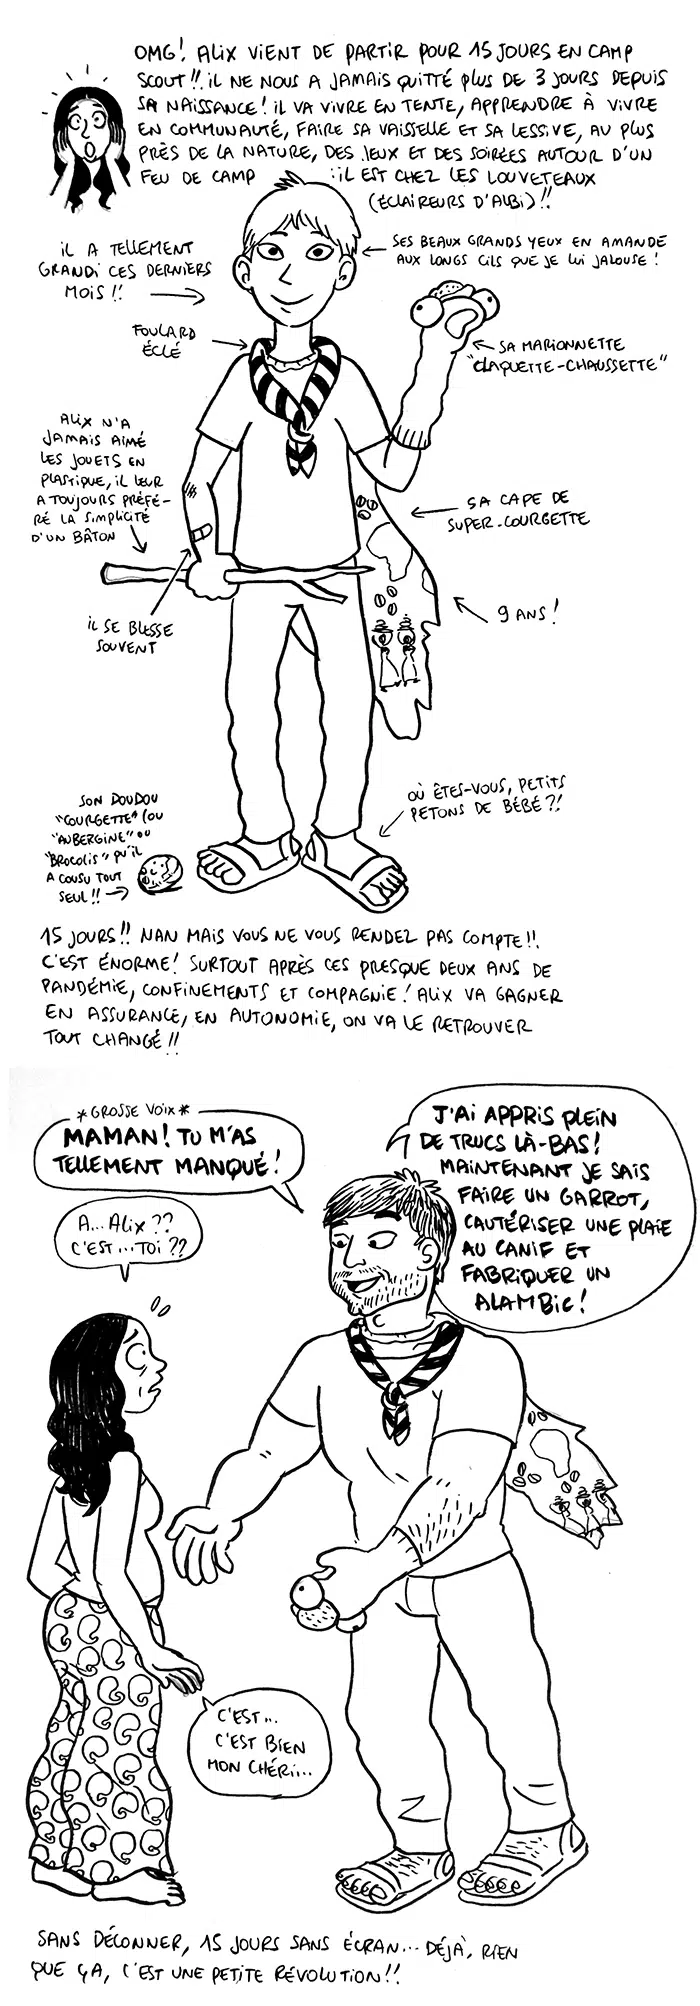 OMG! ALIX VIENT DE PARTIR POUR 15 JOURS EN CAMP
SCOUT!! IL NE NOUS A JAMAIS QUITTÉ PLUS DE 3 JOURS DEPUIS
SA NAISSANCE! IL VA VIVRE EN TENTE, APPRENDRE À VIVRE
EN COMMUNAUTÉ, FAIRE SA VAISSELLE ET SA LESSIVE, AU PLUS
PRÈS DE LA NATURE, DES JEUX ET DES SOIRÉES AUTOUR D'UN
FEU DE CAMP : IL EST CHEZ LES LOUVETEAUX
(ÉCLAIREURS D'ALBI)!!
IL A TELLEMENT
GRANDI CES DERNIERS
MOIS!!
SES BEAUX GRANDS YEUX EN AMANDE
AUX LONGS CILS QUE JE LUI JALOUSE!
FOULARD
ÉCLÉ
SA MARIONNETTE
"CLAQUETTE-CHAUSSETTE"
ALIX N'A
JAMAIS AIMÉ
LES JOUETS EN
PLASTIQUE, IL LEUR
A TOUJOURS PRÉFÉ-
RÉ LA SIMPLICITÉ
D'UN BÂTON
SA CAPE DE
SUPER-COURGETTE
IL SE BLESSE
SOUVENT
9 ANS!
OÙ ÊTES-VOUS, PETITS
PETONS DE BÉBÉ?!
SON DOUDOU
"COURGETTE" (OU
"AUBERGINE" OU
"BROCOLIS") QU'IL
A COUSU TOUT
SEUL!!
15 JOURS!! NAN MAIS VOUS NE VOUS RENDEZ PAS COMPTE!!
C'EST ÉNORME! SURTOUT APRÈS CES PRESQUE DEUX ANS DE
PANDÉMIE, CONFINEMENTS ET COMPAGNIE! ALIX VA GAGNER
EN ASSURANCE, EN AUTONOMIE, ON VA LE RETROUVER
TOUT CHANGÉ!!
*GROSSE VOIX*
MAMAN! TU M'AS
TELLEMENT MANQUÉ!
A... ALIX??
C'EST... TOI??
J'AI APPRIS PLEIN
DE TRUCS LÀ-BAS!
MAINTENANT JE SAIS
FAIRE UN GARROT,
CAUTÉRISER UNE PLAIE
AU CANIF ET
FABRIQUER UN
ALAMBIC!
C'EST...
C'EST BIEN
MON CHÉRI...
SANS DÉCONNER, 15 JOURS SANS ÉCRAN... DÉJÀ, RIEN
QUE ÇA, C'EST UNE PETITE RÉVOLUTION!!